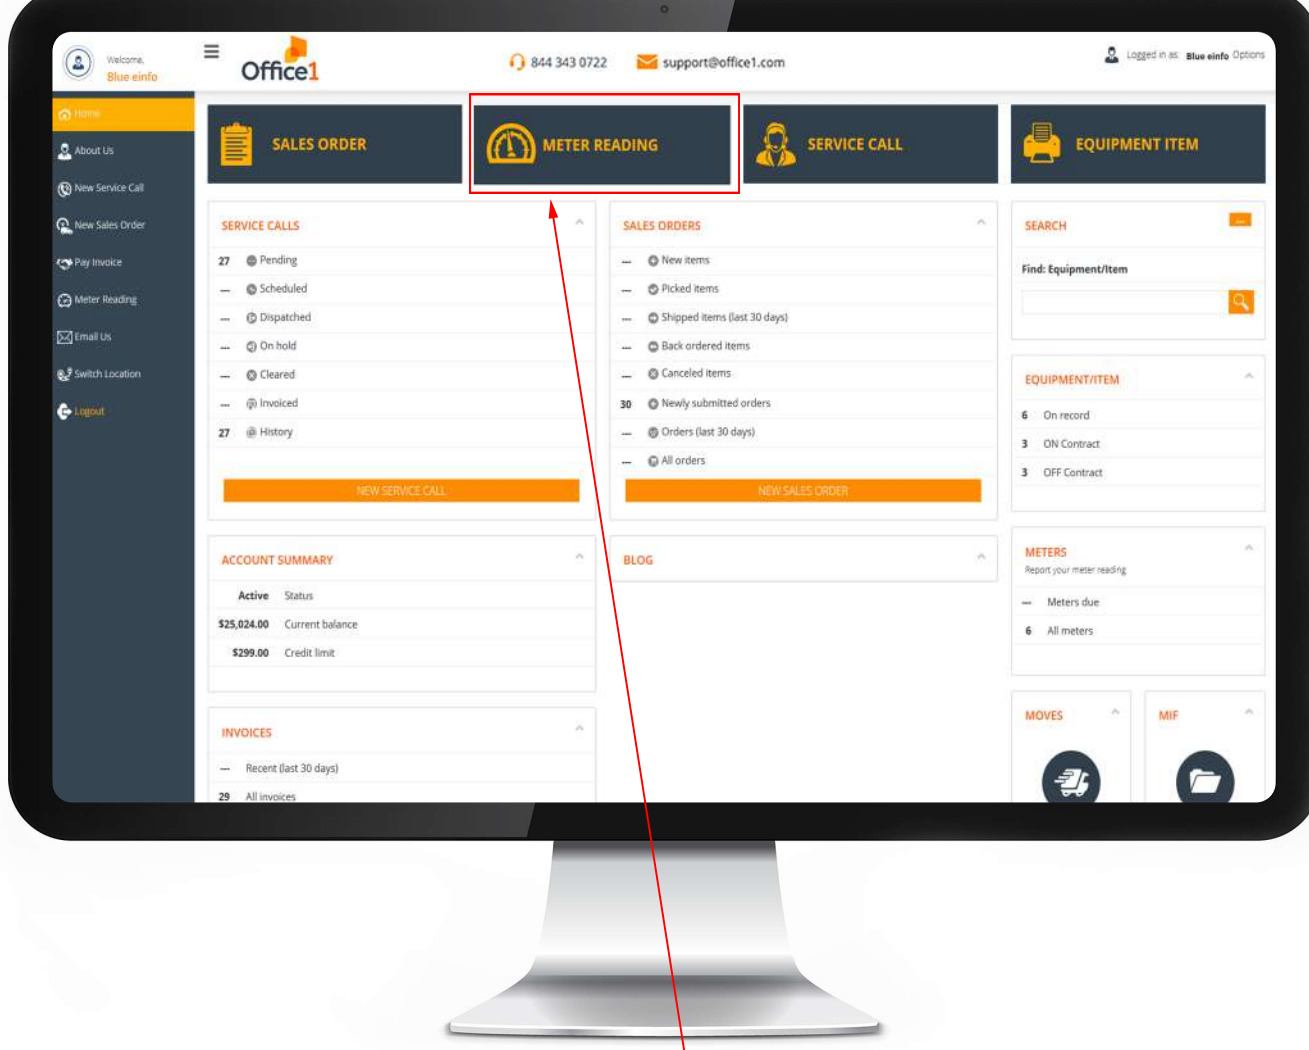 Welcome,
Blue einfo
Office1
844 343 0722
support@office1.com
Logged in as: Blue einfo Options
Home
About Us
New Service Call
New Sales Order
Pay Invoice
Meter Reading
Email Us
Switch Location
Logout
SALES ORDER
METER READING
SERVICE CALL
EQUIPMENT ITEM
SERVICE CALLS
27 Pending
--- Scheduled
--- Dispatched
--- On hold
--- Cleared
--- Invoiced
27 History
NEW SERVICE CALL
SALES ORDERS
--- New items
--- Picked items
--- Shipped items (last 30 days)
--- Back ordered items
--- Canceled items
30 Newly submitted orders
--- Orders (last 30 days)
--- All orders
NEW SALES ORDER
SEARCH
...
Find: Equipment/Item
EQUIPMENT/ITEM
6 On record
3 ON Contract
3 OFF Contract
ACCOUNT SUMMARY
Active Status
$25,024.00 Current balance
$299.00 Credit limit
BLOG
METERS
Report your meter reading
--- Meters due
6 All meters
INVOICES
--- Recent (last 30 days)
29 All invoices
MOVES
MIF